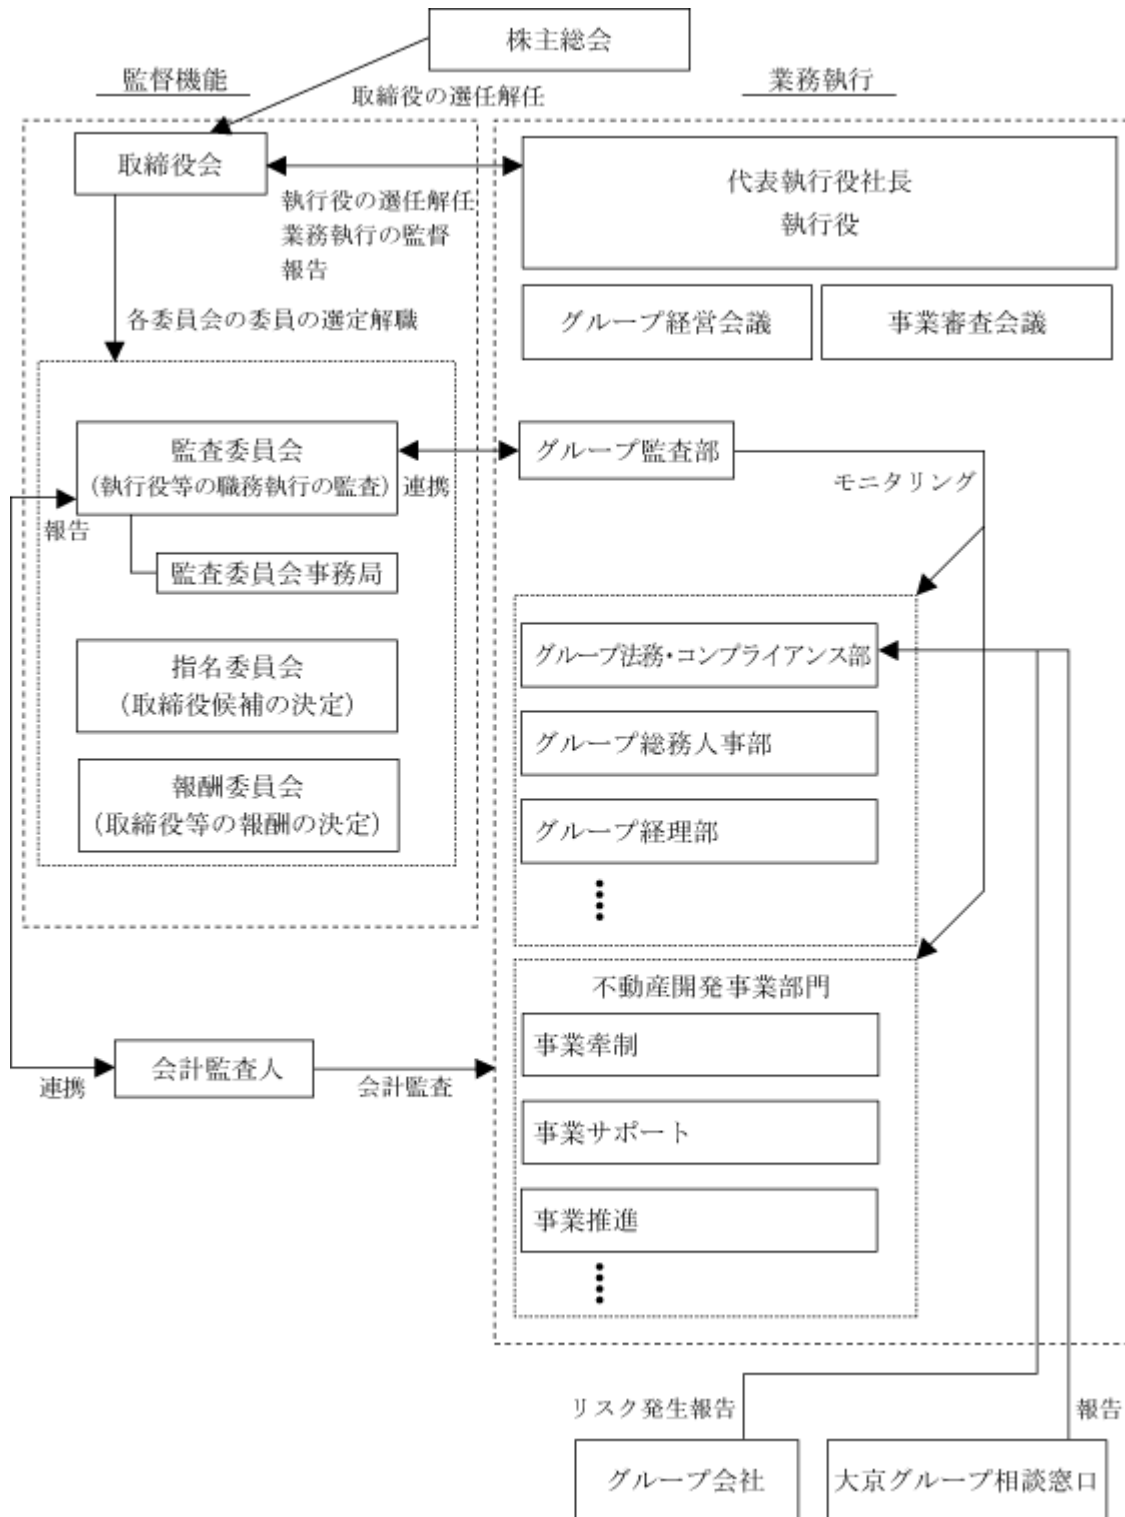 株主総会
監督機能
業務執行
取締役の選任解任
取締役会
代表執行役社長
執行役
執行役の選任解任
業務執行の監督
報告
グループ経営会議
事業審査会議
各委員会の委員の選定解職
監査委員会
(執行役等の職務執行の監査)
連携
グループ監査部
モニタリング
報告
監査委員会事務局
指名委員会
(取締役候補の決定)
報酬委員会
(取締役等の報酬の決定)
グループ法務・コンプライアンス部
グループ総務人事部
グループ経理部
不動産開発事業部門
事業牽制
事業サポート
事業推進
会計監査人
連携
会計監査
リスク発生報告
報告
グループ会社
大京グループ相談窓口